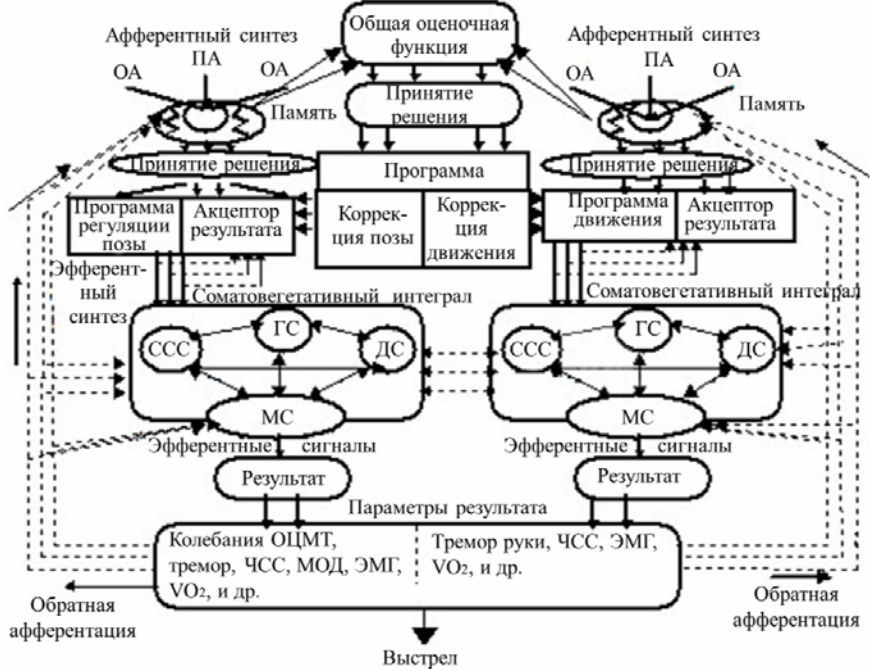 Общая оценочная
функция
Афферентный синтез
ПА
ОА
ОА
Память
Афферентный синтез
ПА
ОА
ОА
Память
Принятие
решения
Принятие решения
Принятие решения
Программа
Коррек-
ция позы
Коррек-
ция
движения
Программа
регуляции
позы
Акцептор
результата
Программа
движения
Акцептор
результата
Эфферент-
ный
синтез
Соматовегетативный интеграл
Соматовегетативный интеграл
ГС
ССС
ДС
МС
ГС
ССС
ДС
МС
Эфферентные сигналы
Эфферентные сигналы
Результат
Результат
Параметры результата
Колебания ОЦМТ,
тремор, ЧСС, МОД, ЭМГ,
VO2, и др.
Тремор руки, ЧСС, ЭМГ,
VO2, и др.
Обратная
афферентация
Обратная
афферентация
Выстрел